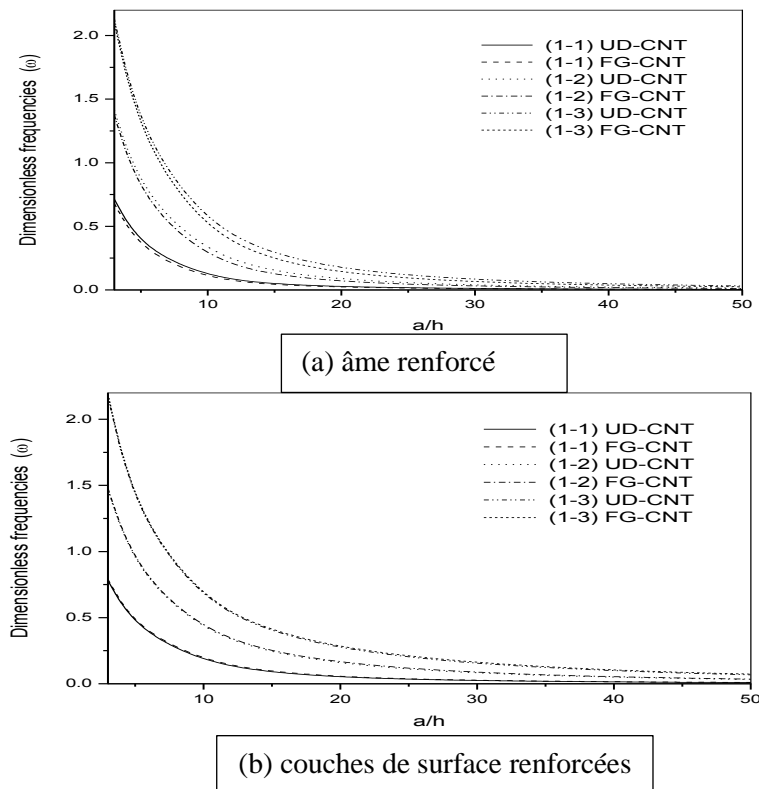 2.0
1.5
1.0
0.5
0.0
Dimensionless frequencies (ω)
(1-1) UD-CNT
(1-1) FG-CNT
(1-2) UD-CNT
(1-2) FG-CNT
(1-3) UD-CNT
(1-3) FG-CNT
10 20 30 40 50
a/h
(a) âme renforcé
2.0
1.5
1.0
0.5
0.0
Dimensionless frequencies (ω)
(1-1) UD-CNT
(1-1) FG-CNT
(1-2) UD-CNT
(1-2) FG-CNT
(1-3) UD-CNT
(1-3) FG-CNT
10 20 30 40 50
a/h
(b) couches de surface renforcées